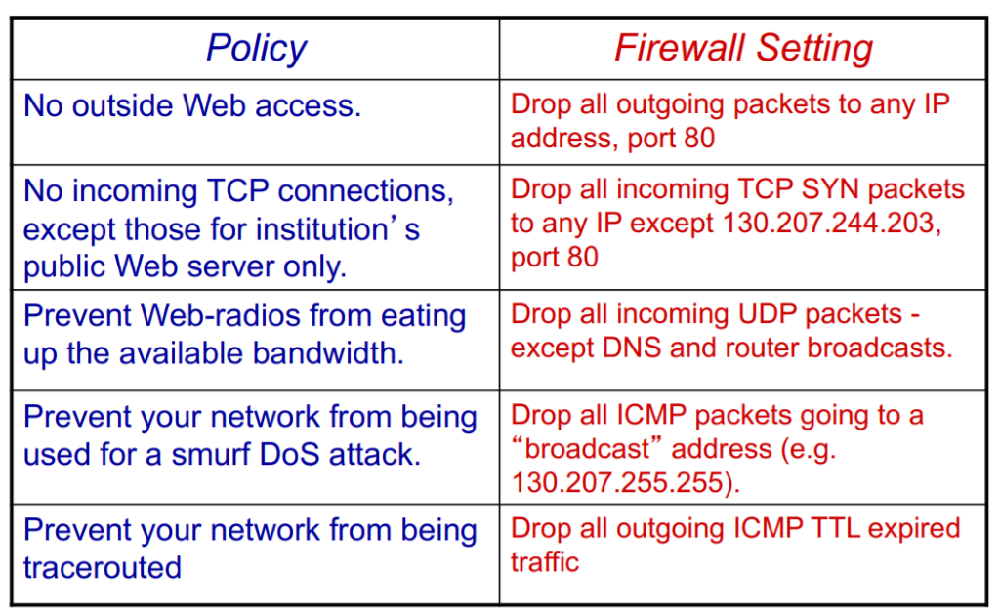 Policy
Firewall Setting
No outside Web access.
Drop all outgoing packets to any IP
address, port 80
No incoming TCP connections,
except those for institution’s
public Web server only.
Drop all incoming TCP SYN packets
to any IP except 130.207.244.203,
port 80
Prevent Web-radios from eating
up the available bandwidth.
Drop all incoming UDP packets -
except DNS and router broadcasts.
Prevent your network from being
used for a smurf DoS attack.
Drop all ICMP packets going to a
“broadcast” address (e.g.
130.207.255.255).
Prevent your network from being
tracerouted
Drop all outgoing ICMP TTL expired
traffic